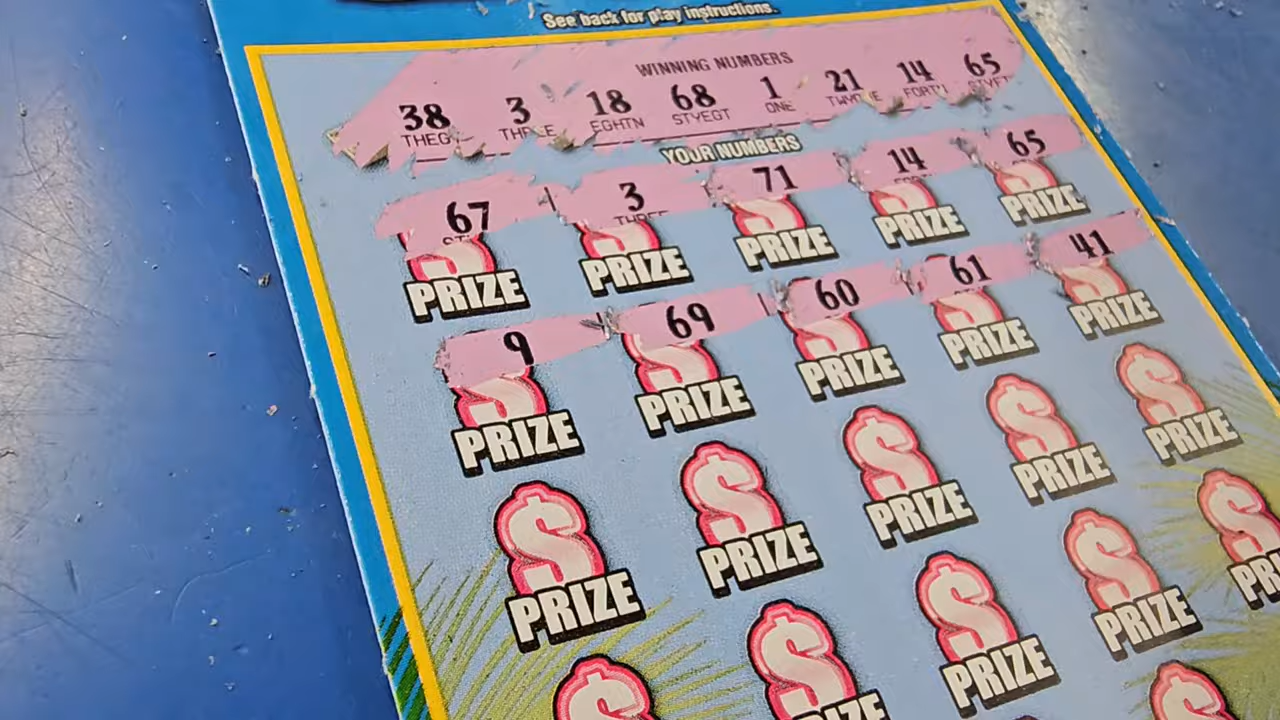 See back for play instructions.
WINNING NUMBERS
38 3 18 68 1 21 14 65
THEG EGHTN STYEGT ONE
YOUR NUMBERS
67 3 71 14 65
THREE
PRIZE PRIZE PRIZE PRIZE PRIZE
9 69 60 61 41
PRIZE PRIZE PRIZE PRIZE PRIZE
$ $ $ $ $
PRIZE PRIZE PRIZE PRIZE PRIZE
$ $ $ $ $
PRIZE PRIZE PRIZE